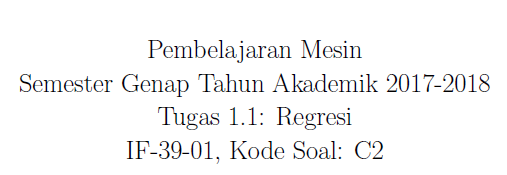 Pembelajaran Mesin
Semester Genap Tahun Akademik 2017-2018
Tugas 1.1: Regresi
IF-39-01, Kode Soal: C2